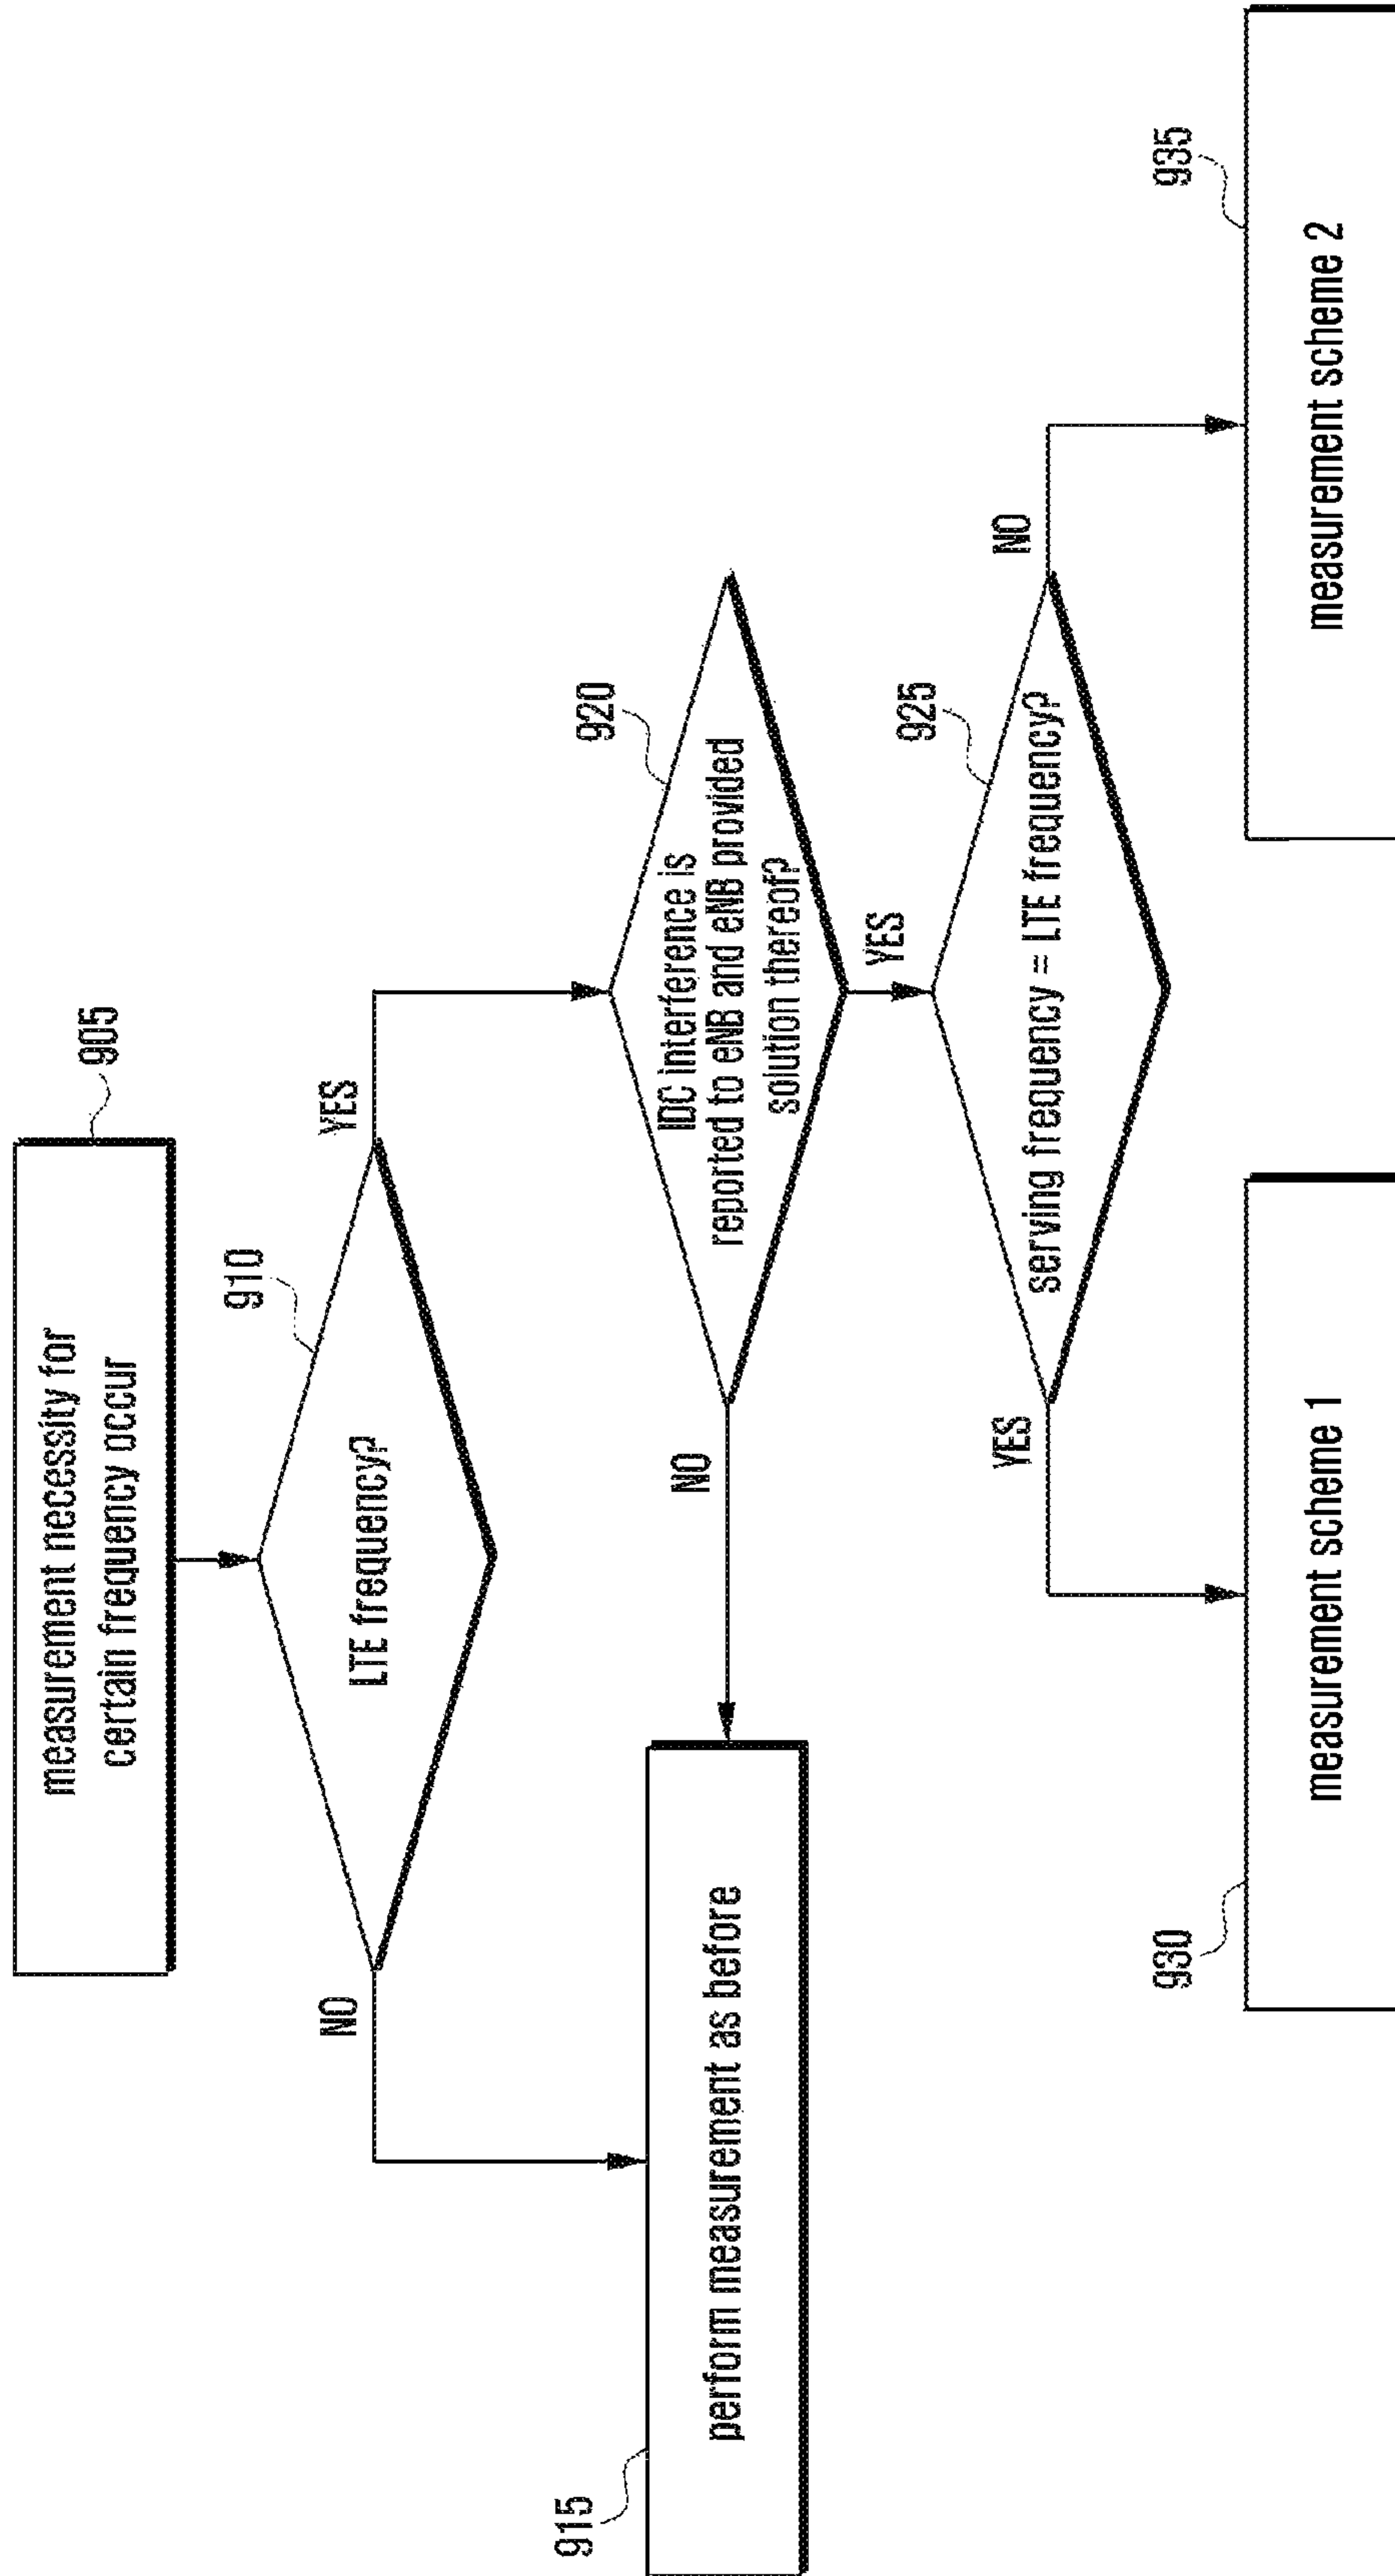 905
measurement necessity for
certain frequency occur
910
LTE frequency?
NO
YES
915
perform measurement as before
920
IDC interference is
reported to eNB and eNB provided
solution thereof?
NO
YES
925
serving frequency = LTE frequency?
YES
NO
930
measurement scheme 1
935
measurement scheme 2